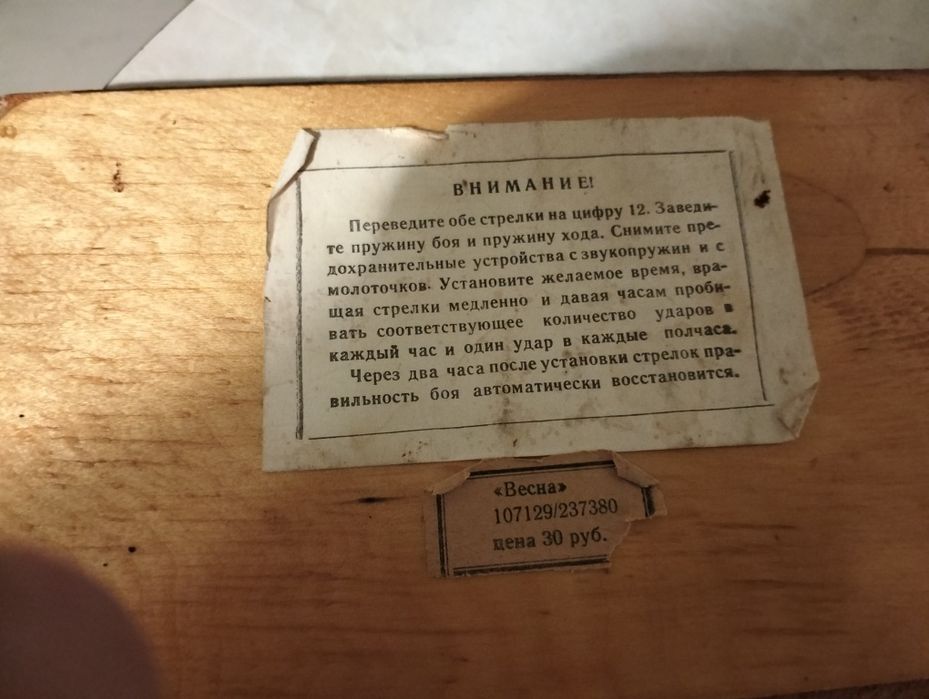 ВНИМАНИЕ!
Переведите обе стрелки на цифру 12. Заведи-
те пружину боя и пружину хода. Снимите пре-
дохранительные устройства с звукопружин и с
молоточков. Установите желаемое время, вра-
щая стрелки медленно и давая часам проби-
вать соответствующее количество ударов в
каждый час и один удар в каждые полчаса.
Через два часа после установки стрелок пра-
вильность боя автоматически восстановится.
«Весна»
107129/237380
цена 30 руб.